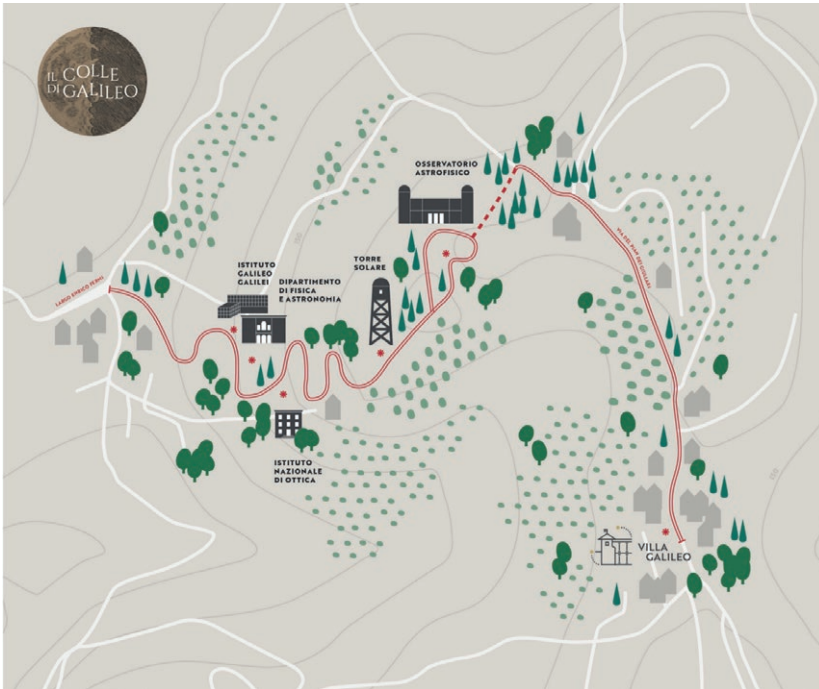 IL COLLE
DI GALILEO
OSSERVATORIO
ASTROFISICO
ISTITUTO
GALILEO
GALILEI
DIPARTIMENTO
DI FISICA
E ASTRONOMIA
TORRE
SOLARE
LARGO ENRICO FERMI
VIA DEL PIAN DEI GIULLARI
ISTITUTO
NAZIONALE
DI OTTICA
VILLA
GALILEO
150